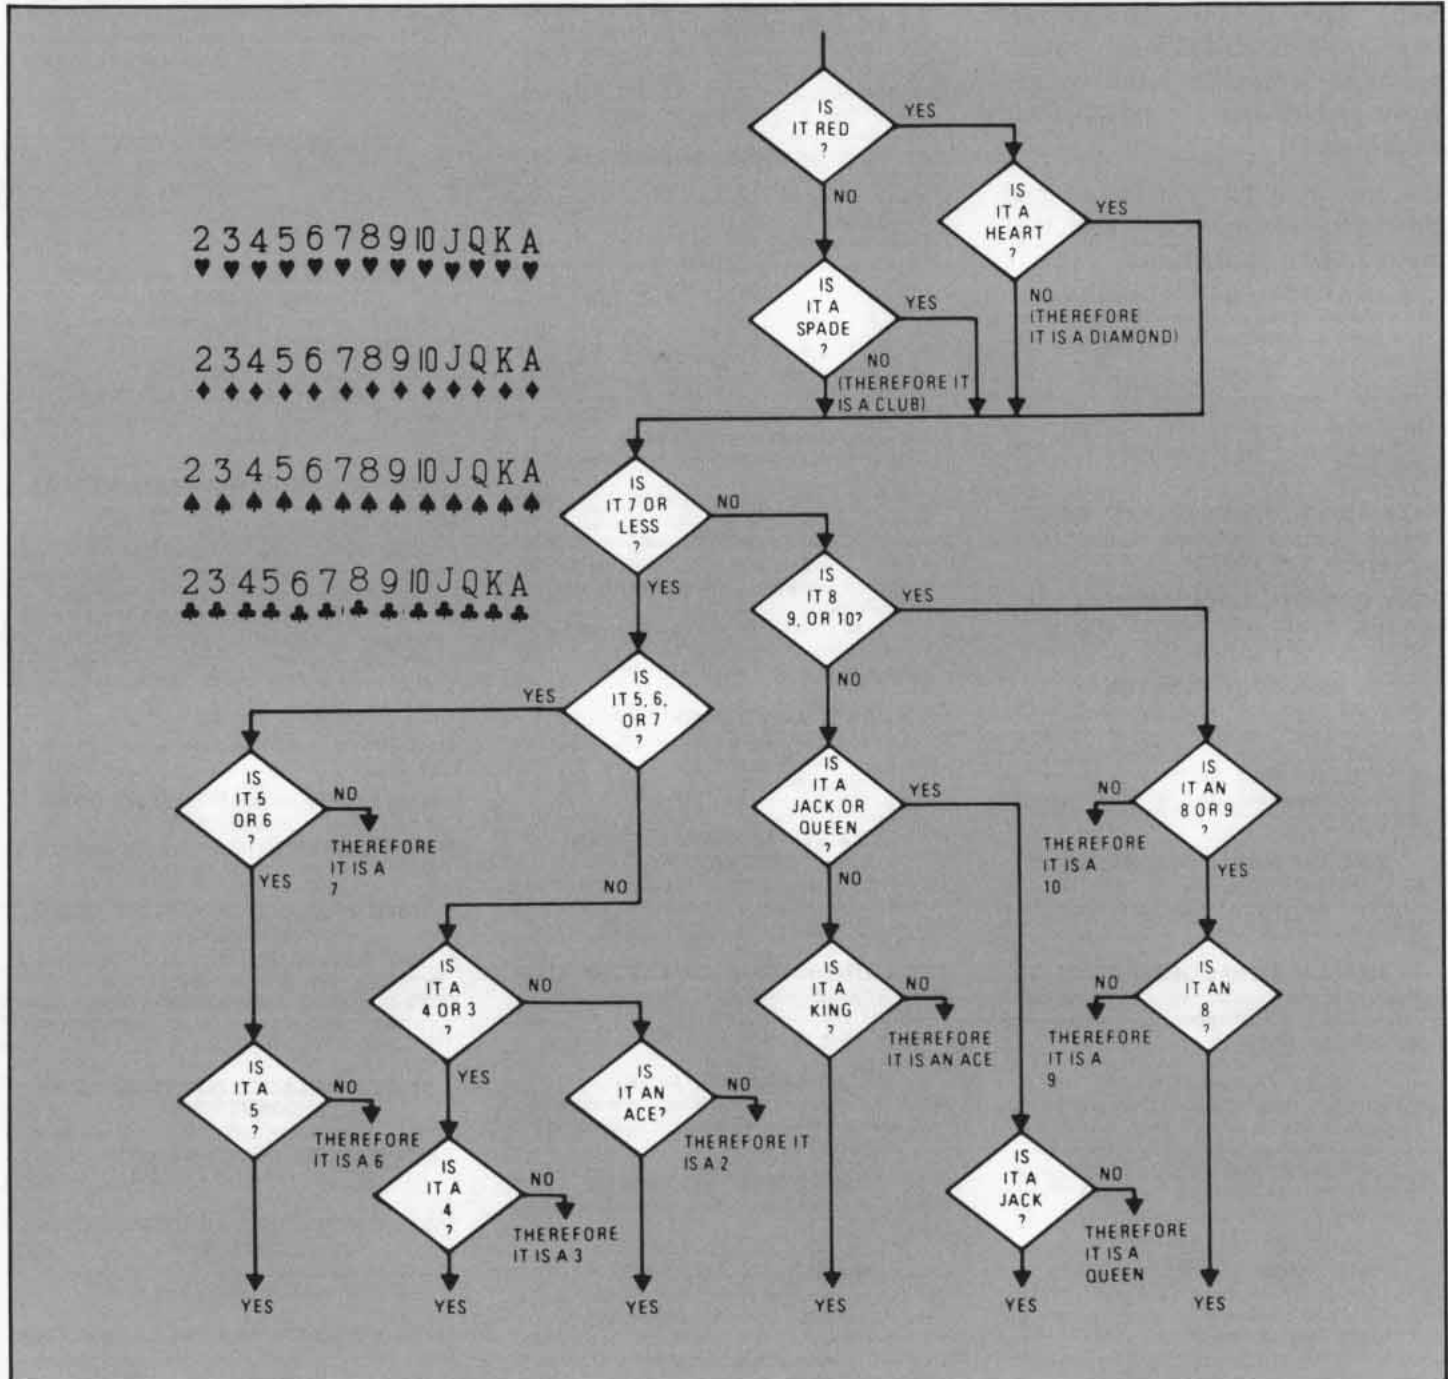 IS
IT RED
?
YES
NO
IS
IT A
HEART
?
YES
NO
(THEREFORE
IT IS A DIAMOND)
IS
IT A
SPADE
?
YES
NO
(THEREFORE IT
IS A CLUB)
2 3 4 5 6 7 8 9 10 J Q K A
♥ ♥ ♥ ♥ ♥ ♥ ♥ ♥ ♥ ♥ ♥ ♥ ♥
2 3 4 5 6 7 8 9 10 J Q K A
♦ ♦ ♦ ♦ ♦ ♦ ♦ ♦ ♦ ♦ ♦ ♦ ♦
2 3 4 5 6 7 8 9 10 J Q K A
♠ ♠ ♠ ♠ ♠ ♠ ♠ ♠ ♠ ♠ ♠ ♠ ♠
2 3 4 5 6 7 8 9 10 J Q K A
♣ ♣ ♣ ♣ ♣ ♣ ♣ ♣ ♣ ♣ ♣ ♣ ♣
IS
IT 7 OR
LESS
?
NO
YES
IS
IT 8
9, OR 10?
YES
NO
IS
IT 5, 6,
OR 7
?
YES
NO
IS
IT 5
OR 6
?
NO
THEREFORE
IT IS A
7
YES
IS
IT A
JACK OR
QUEEN
?
YES
NO
IS
IT AN
8 OR 9
?
NO
THEREFORE
IT IS A
10
YES
IS
IT A
4 OR 3
?
NO
YES
IS
IT A
KING
?
NO
THEREFORE
IT IS AN ACE
IS
IT AN
8
?
NO
THEREFORE
IT IS A
9
IS
IT A
5
?
NO
THEREFORE
IT IS A 6
IS
IT AN
ACE?
NO
THEREFORE IT
IS A 2
IS
IT A
4
?
NO
THEREFORE
IT IS A 3
IS
IT A
JACK
?
NO
THEREFORE
IT IS A
QUEEN
YES
YES
YES
YES
YES
YES